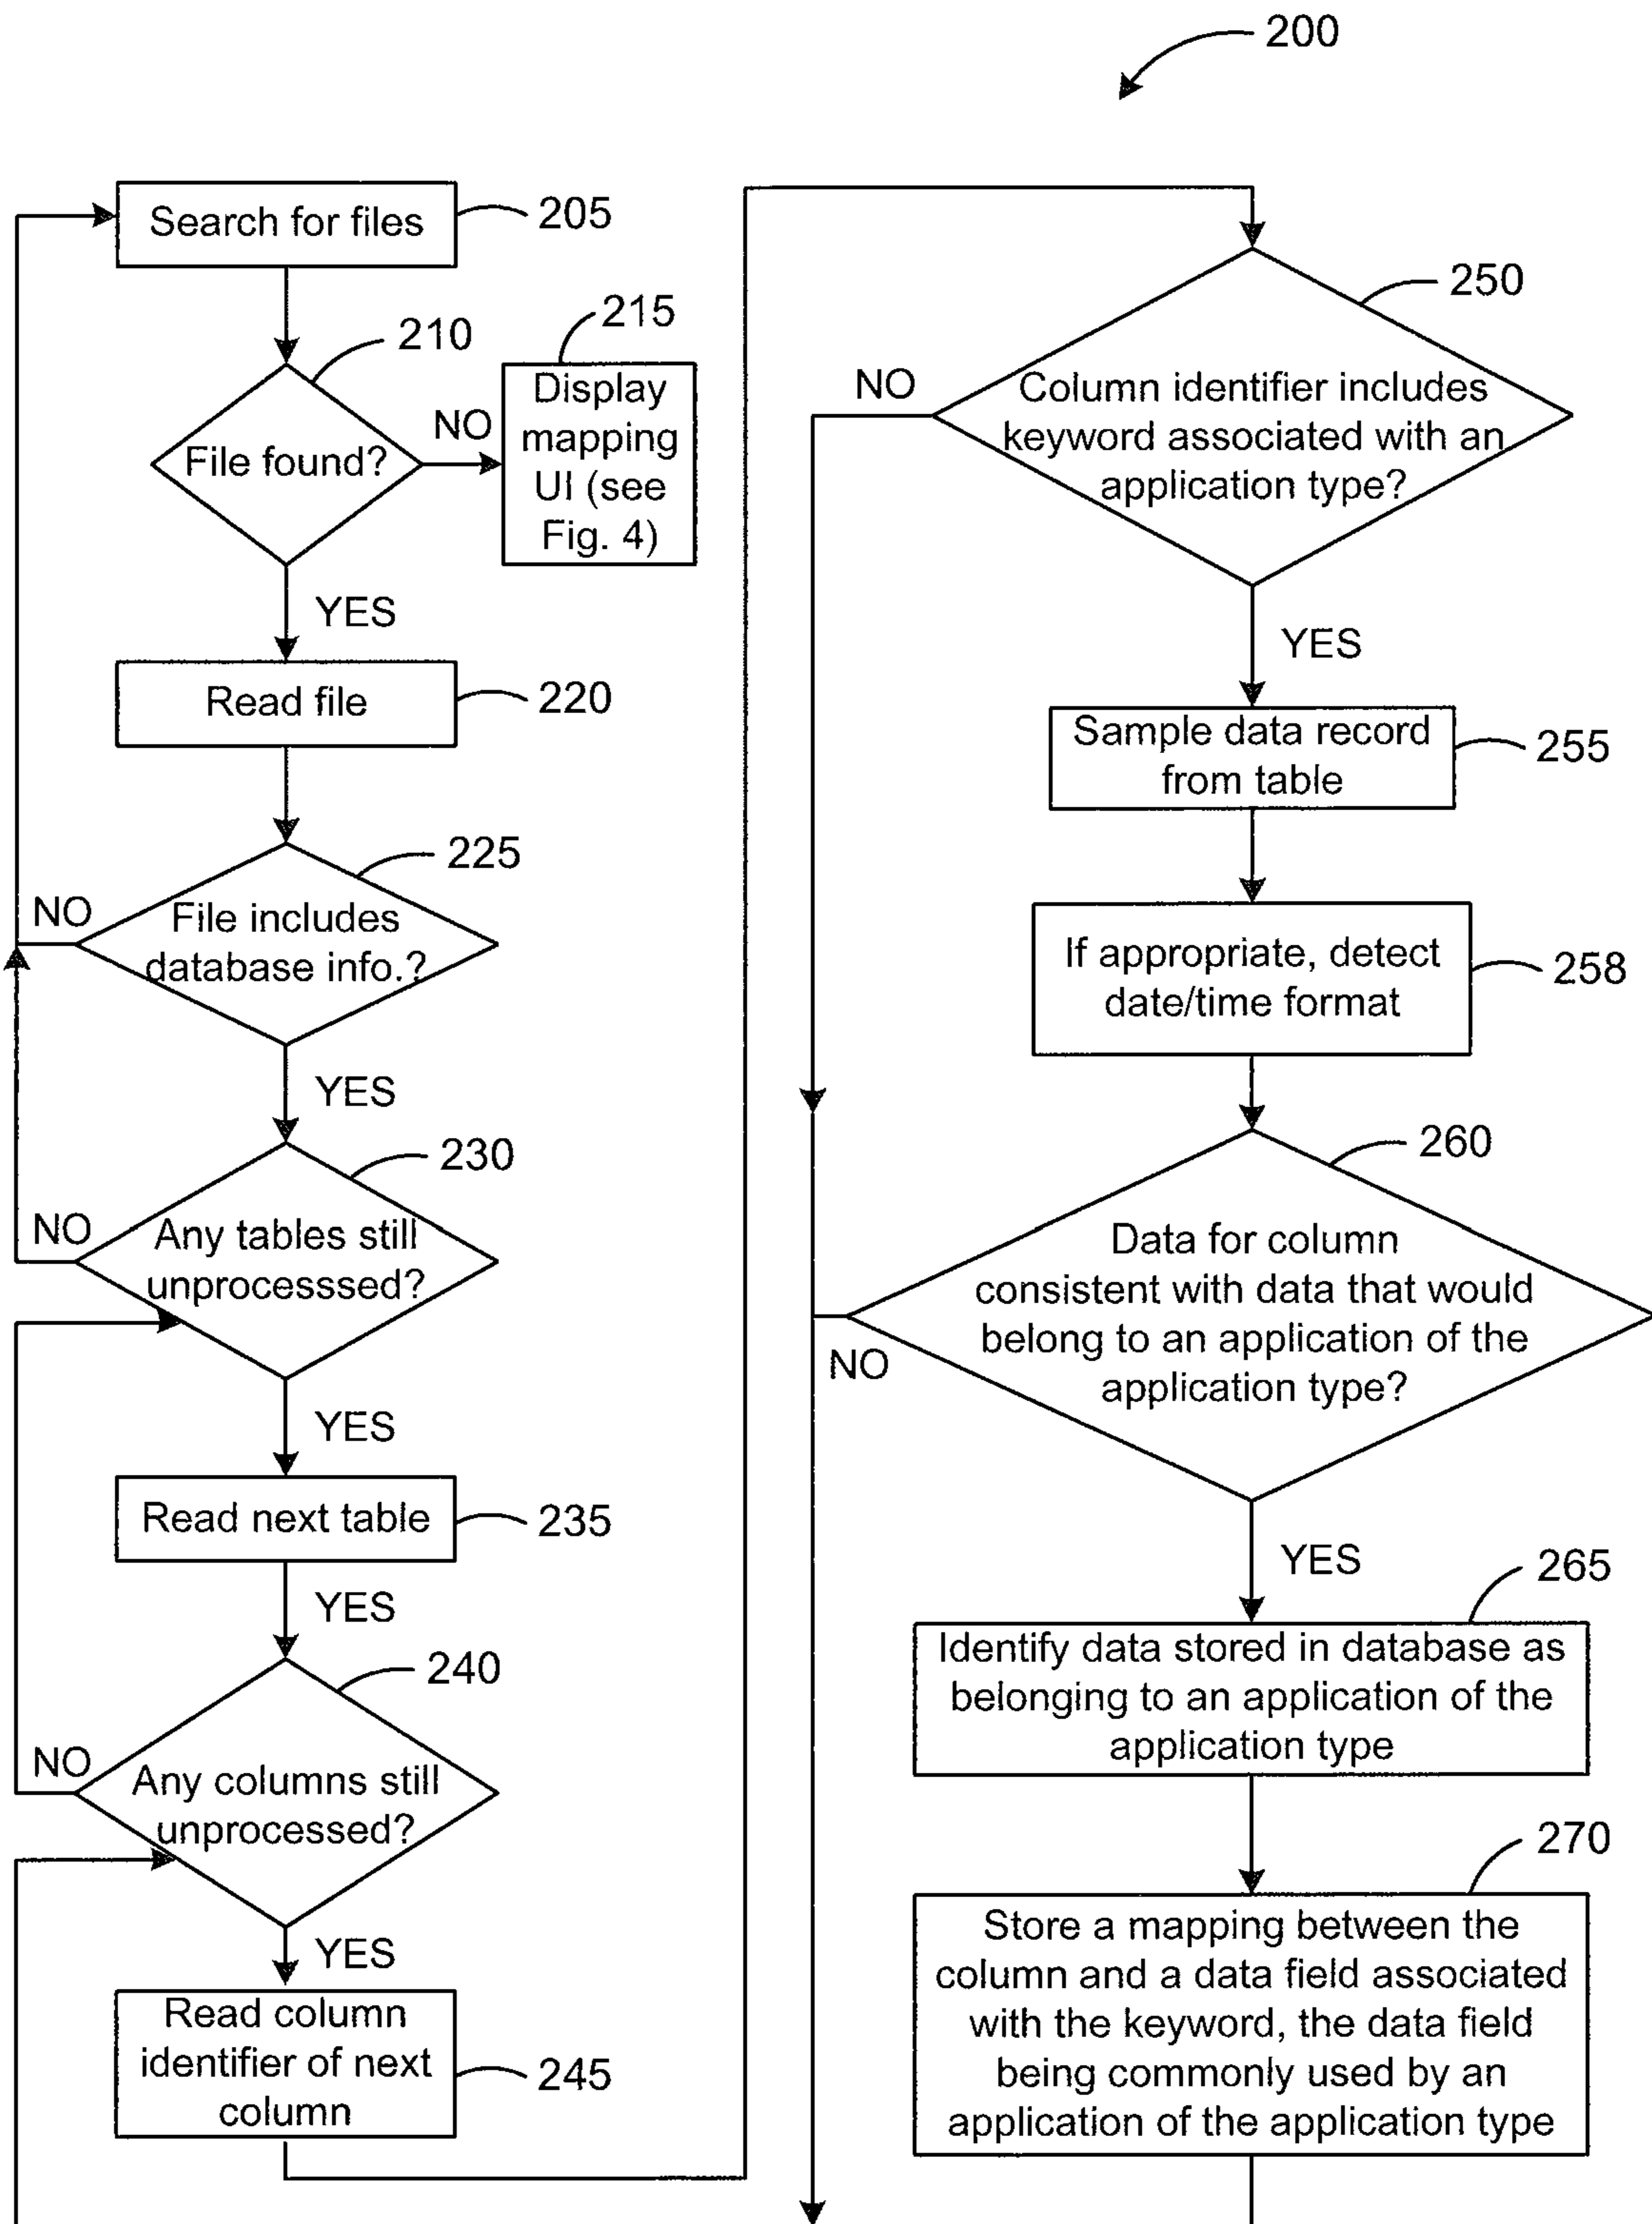 200
Search for files
205
210
File found?
NO
215
Display
mapping
UI (see
Fig. 4)
YES
Read file
220
225
NO
File includes
database info.?
YES
230
NO
Any tables still
unprocesssed?
YES
Read next table
235
YES
240
NO
Any columns still
unprocessed?
YES
Read column
identifier of next
column
245
250
NO
Column identifier includes
keyword associated with an
application type?
YES
Sample data record
from table
255
If appropriate, detect
date/time format
258
260
Data for column
consistent with data that would
belong to an application of the
application type?
NO
YES
265
Identify data stored in database as
belonging to an application of the
application type
270
Store a mapping between the
column and a data field associated
with the keyword, the data field
being commonly used by an
application of the application type